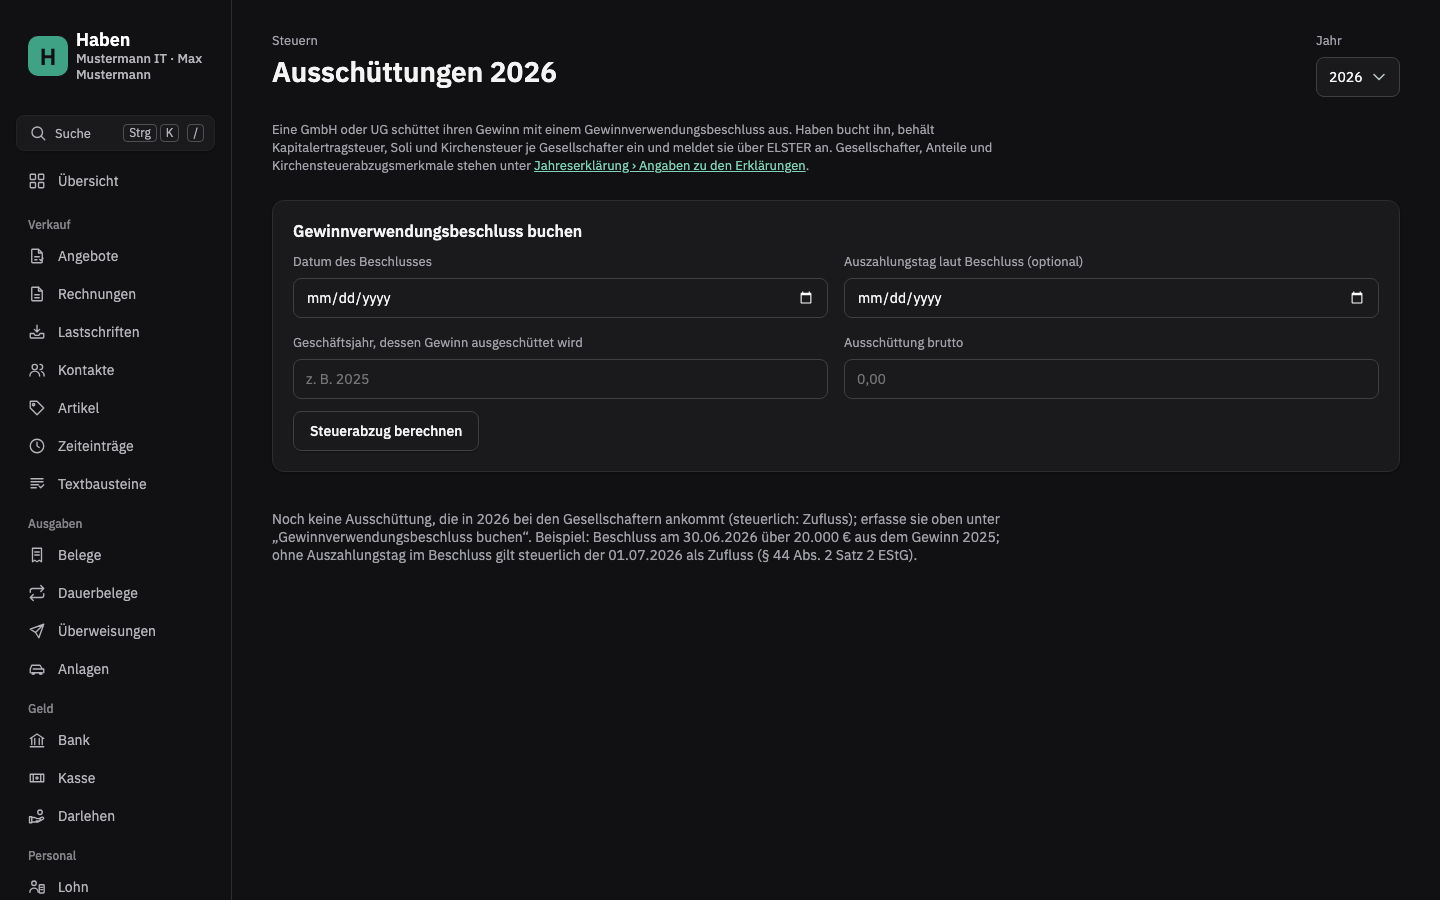 H
Haben
Mustermann IT · Max
Mustermann
Suche Strg K /
Übersicht
Verkauf
Angebote
Rechnungen
Lastschriften
Kontakte
Artikel
Zeiteinträge
Textbausteine
Ausgaben
Belege
Dauerbelege
Überweisungen
Anlagen
Geld
Bank
Kasse
Darlehen
Personal
Lohn
Steuern
Ausschüttungen 2026
Jahr
2026
Eine GmbH oder UG schüttet ihren Gewinn mit einem Gewinnverwendungsbeschluss aus. Haben bucht ihn, behält
Kapitalertragsteuer, Soli und Kirchensteuer je Gesellschafter ein und meldet sie über ELSTER an. Gesellschafter, Anteile und
Kirchensteuerabzugsmerkmale stehen unter Jahreserklärung › Angaben zu den Erklärungen.
Gewinnverwendungsbeschluss buchen
Datum des Beschlusses
mm/dd/yyyy
Auszahlungstag laut Beschluss (optional)
mm/dd/yyyy
Geschäftsjahr, dessen Gewinn ausgeschüttet wird
z. B. 2025
Ausschüttung brutto
0,00
Steuerabzug berechnen
Noch keine Ausschüttung, die in 2026 bei den Gesellschaftern ankommt (steuerlich: Zufluss); erfasse sie oben unter
„Gewinnverwendungsbeschluss buchen“. Beispiel: Beschluss am 30.06.2026 über 20.000 € aus dem Gewinn 2025;
ohne Auszahlungstag im Beschluss gilt steuerlich der 01.07.2026 als Zufluss (§ 44 Abs. 2 Satz 2 EStG).